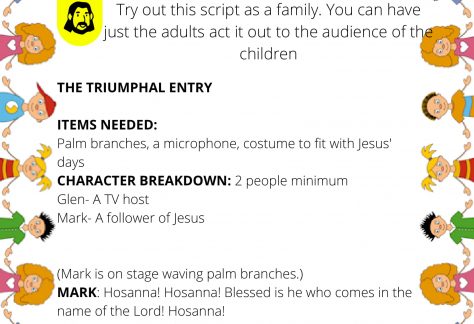 Try out this script as a family. You can have
just the adults act it out to the audience of the
children
THE TRIUMPHAL ENTRY
ITEMS NEEDED:
Palm branches, a microphone, costume to fit with Jesus'
days
CHARACTER BREAKDOWN: 2 people minimum
Glen- A TV host
Mark- A follower of Jesus
(Mark is on stage waving palm branches.)
MARK: Hosanna! Hosanna! Blessed is he who comes in the
name of the Lord! Hosanna!